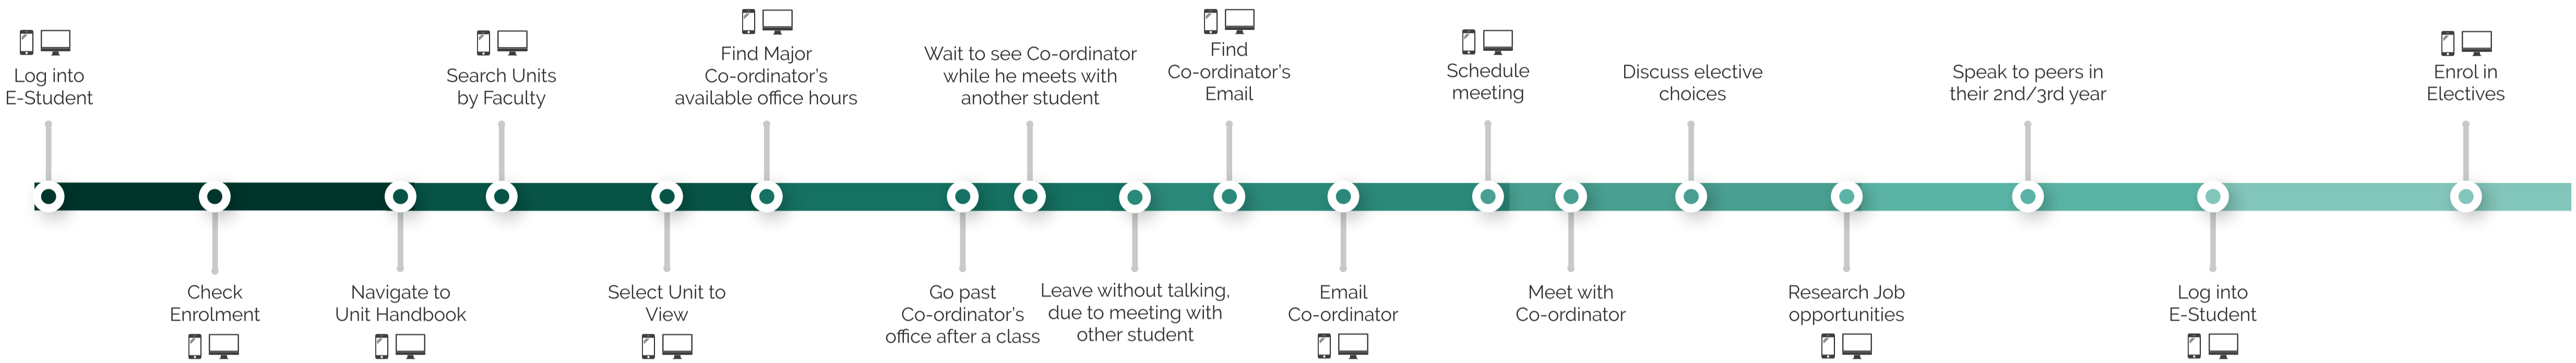 Log into
E-Student
Check
Enrolment
Navigate to
Unit Handbook
Search Units
by Faculty
Select Unit to
View
Find Major
Co-ordinator's
available office hours
Go past
Co-ordinator's
office after a class
Wait to see Co-ordinator
while he meets with
another student
Leave without talking,
due to meeting with
other student
Find
Co-ordinator's
Email
Email
Co-ordinator
Schedule
meeting
Meet with
Co-ordinator
Discuss elective
choices
Research Job
opportunities
Speak to peers in
their 2nd/3rd year
Log into
E-Student
Enrol in
Electives